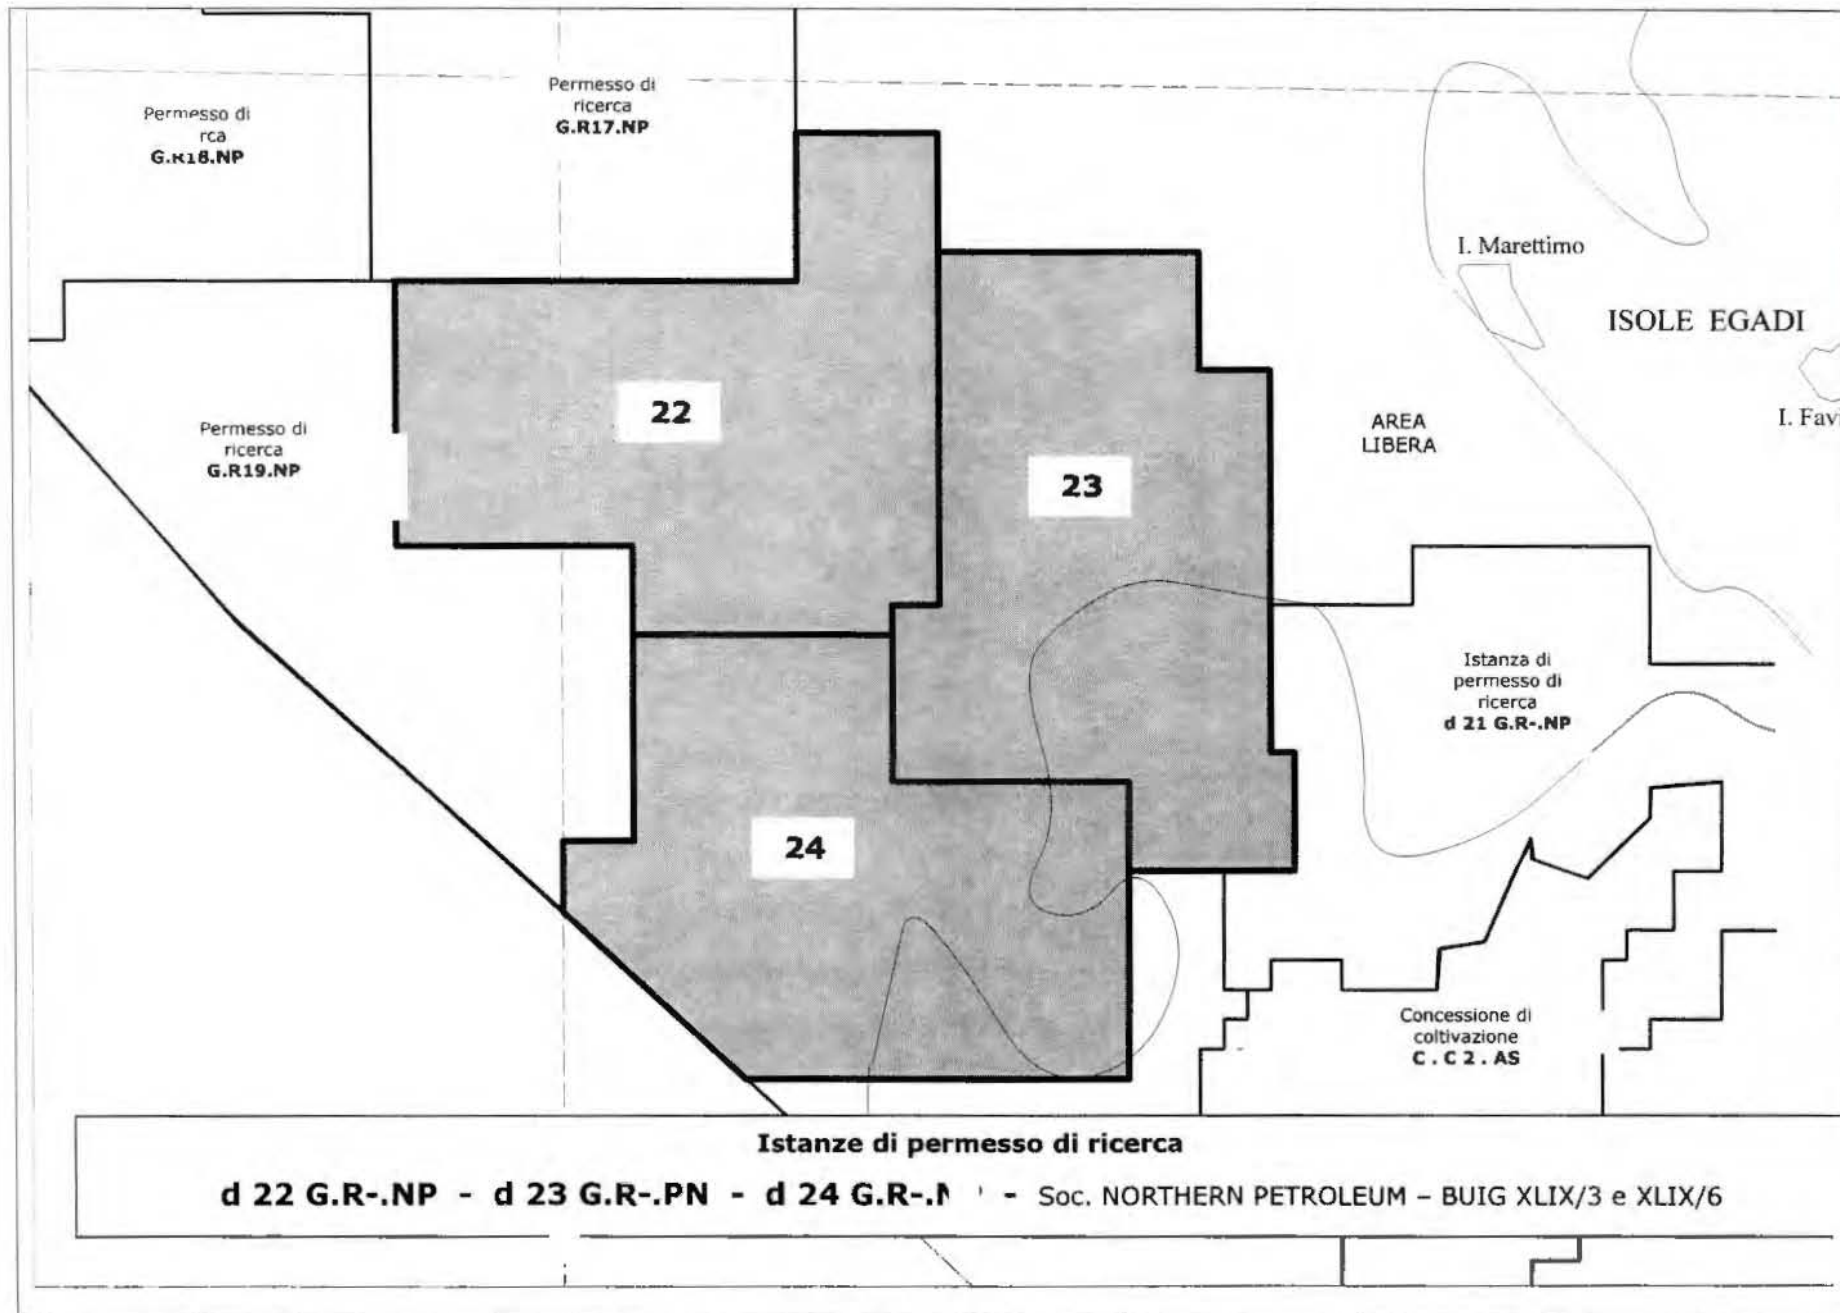 Permesso di
rca
G.R18.NP
Permesso di
ricerca
G.R17.NP
I. Marettimo
ISOLE EGADI
22
AREA
LIBERA
I. Favi
Permesso di
ricerca
G.R19.NP
23
Istanza di
permesso di
ricerca
d 21 G.R-.NP
24
Concessione di
coltivazione
C . C 2 . AS
Istanze di permesso di ricerca
d 22 G.R-.NP - d 23 G.R-.PN - d 24 G.R-. - Soc. NORTHERN PETROLEUM – BUIG XLIX/3 e XLIX/6